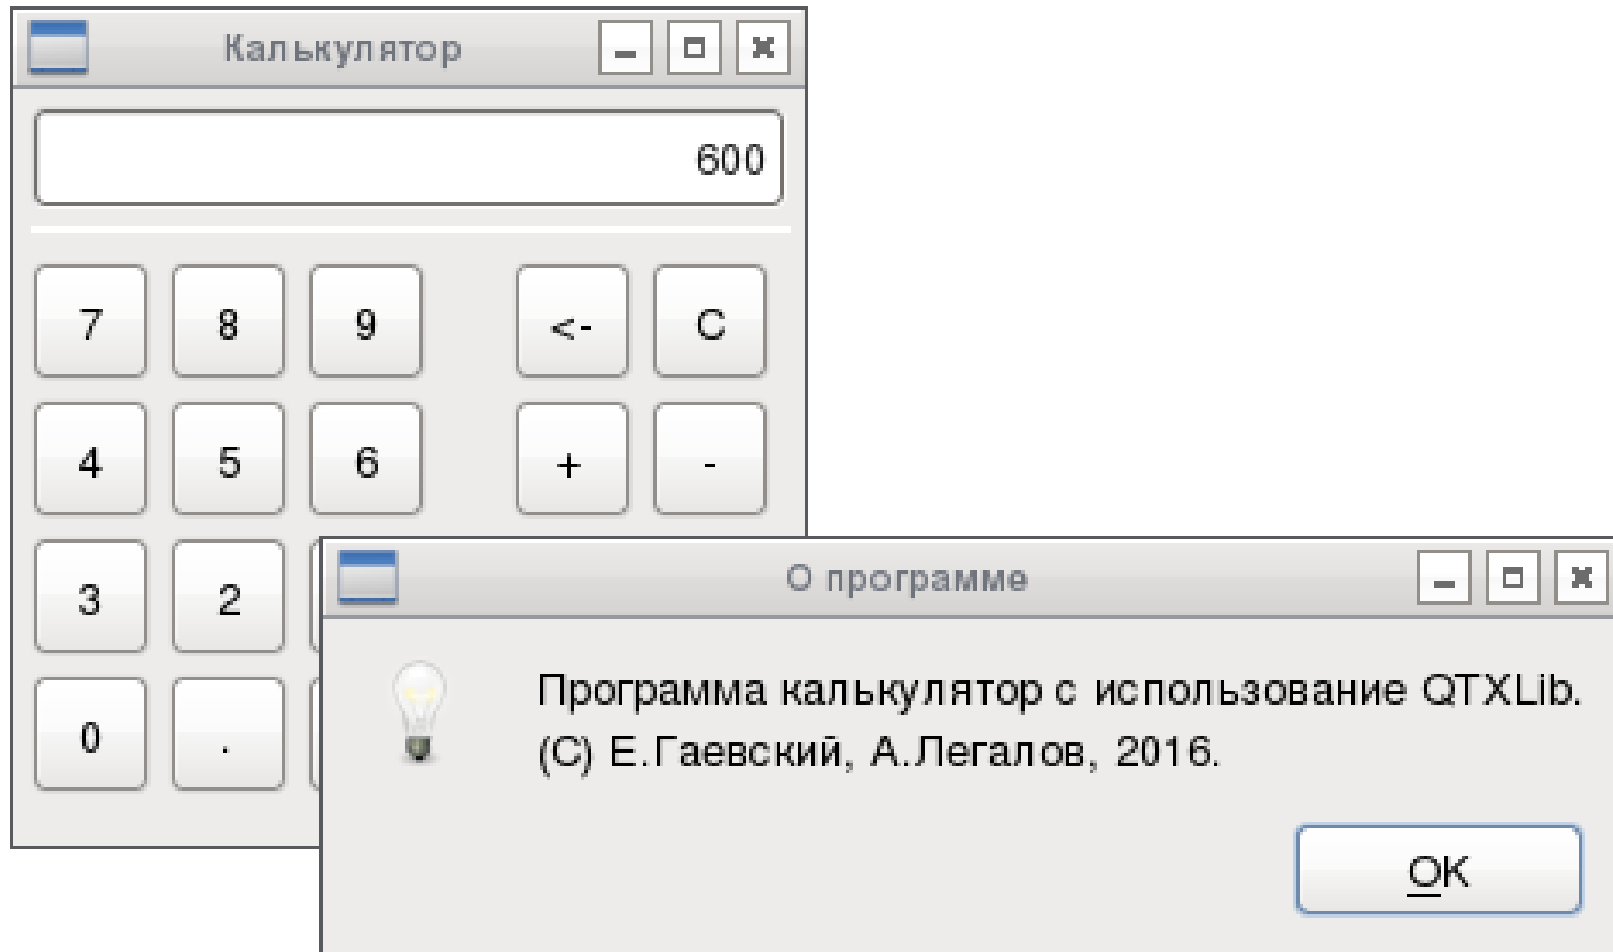 Калькулятор
600
7 8 9 <- C
4 5 6 + -
3 2
0 .
О программе
Программа калькулятор с использование QTXLib.
(C) Е.Гаевский, А.Легалов, 2016.
OK